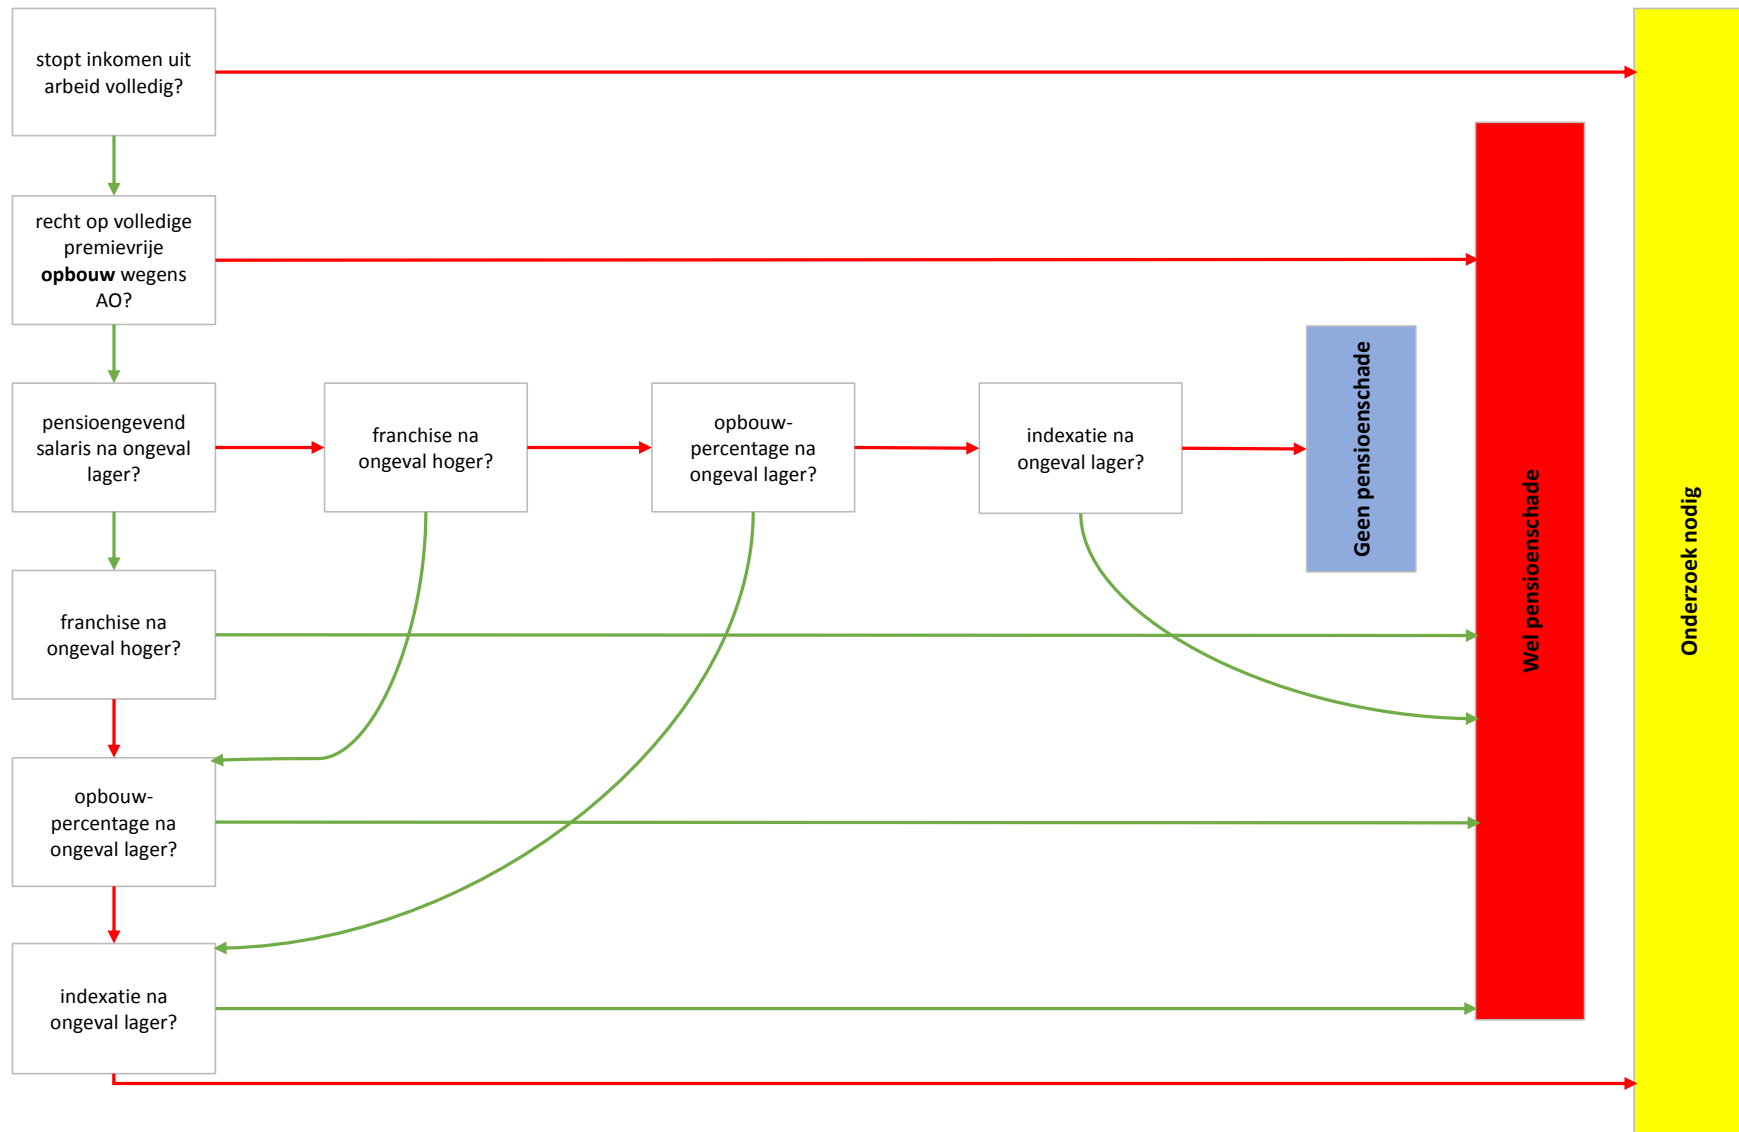 stopt inkomen uit
arbeid volledig?
recht op volledige
premievrije
opbouw wegens
AO?
pensioengevend
salaris na ongeval
lager?
franchise na
ongeval hoger?
opbouw-
percentage na
ongeval lager?
indexatie na
ongeval lager?
Geen pensioenschade
Wel pensioenschade
Onderzoek nodig
franchise na
ongeval hoger?
opbouw-
percentage na
ongeval lager?
indexatie na
ongeval lager?